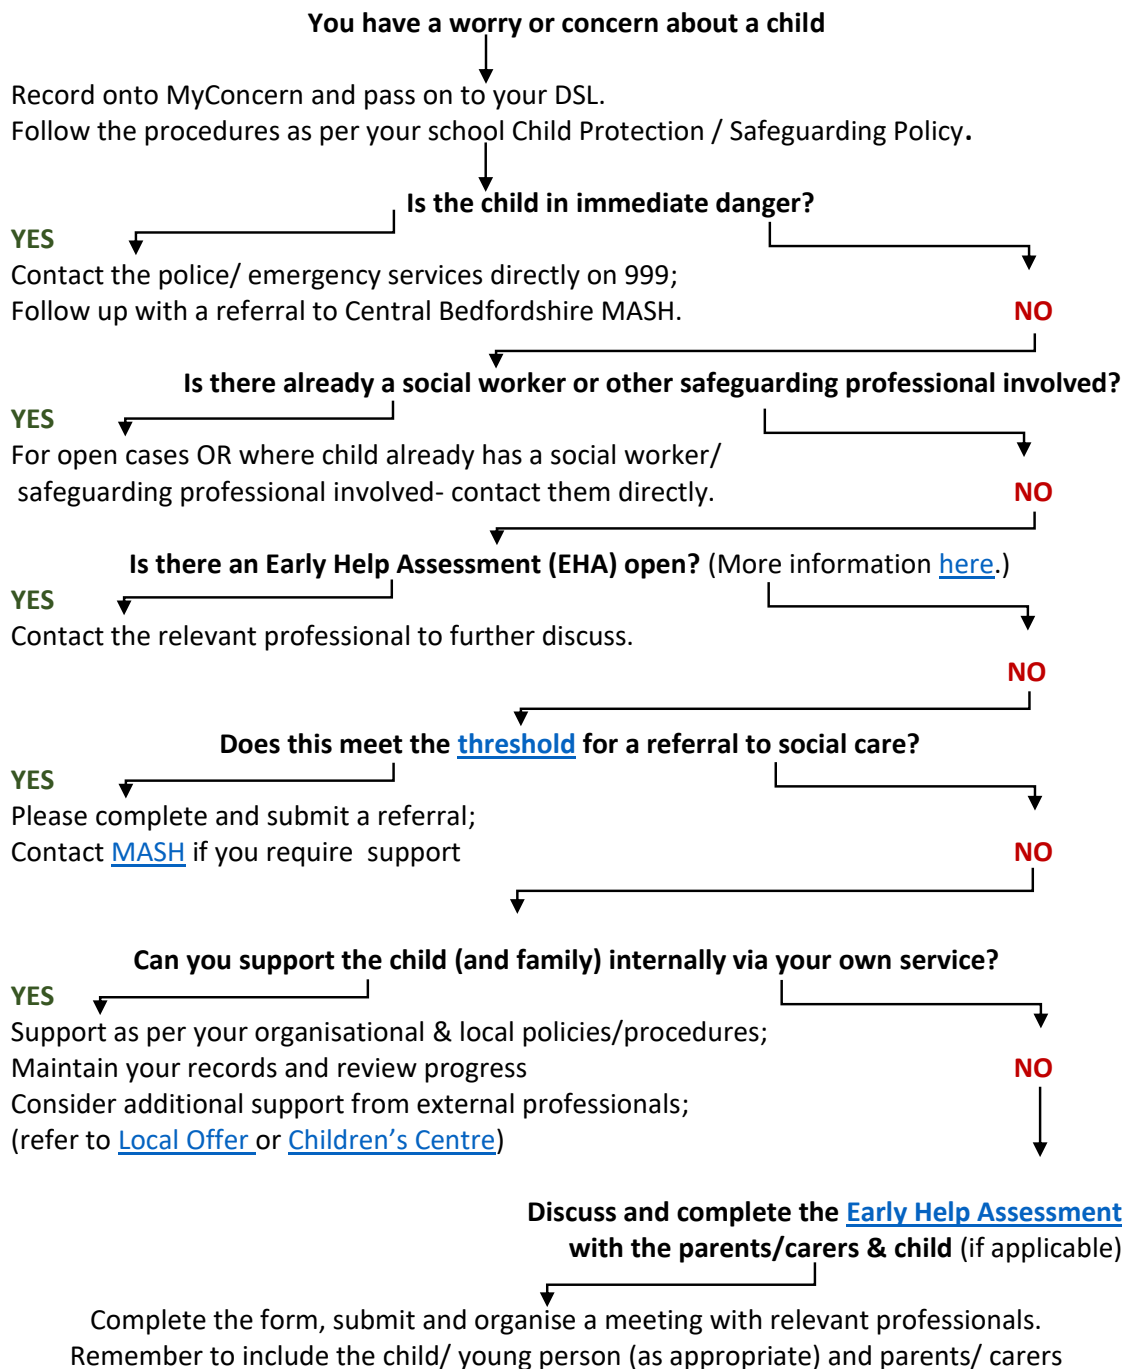 You have a worry or concern about a child
Record onto MyConcern and pass on to your DSL.
Follow the procedures as per your school Child Protection / Safeguarding Policy.
Is the child in immediate danger?
YES
Contact the police/ emergency services directly on 999;
Follow up with a referral to Central Bedfordshire MASH.
NO
Is there already a social worker or other safeguarding professional involved?
YES
For open cases OR where child already has a social worker/
safeguarding professional involved- contact them directly.
NO
Is there an Early Help Assessment (EHA) open? (More information here.)
YES
Contact the relevant professional to further discuss.
NO
Does this meet the threshold for a referral to social care?
YES
Please complete and submit a referral;
Contact MASH if you require  support
NO
Can you support the child (and family) internally via your own service?
YES
Support as per your organisational & local policies/procedures;
Maintain your records and review progress
NO
Consider additional support from external professionals;
(refer to Local Offer or Children’s Centre)
Discuss and complete the Early Help Assessment
with the parents/carers & child (if applicable)
Complete the form, submit and organise a meeting with relevant professionals.
Remember to include the child/ young person (as appropriate) and parents/ carers